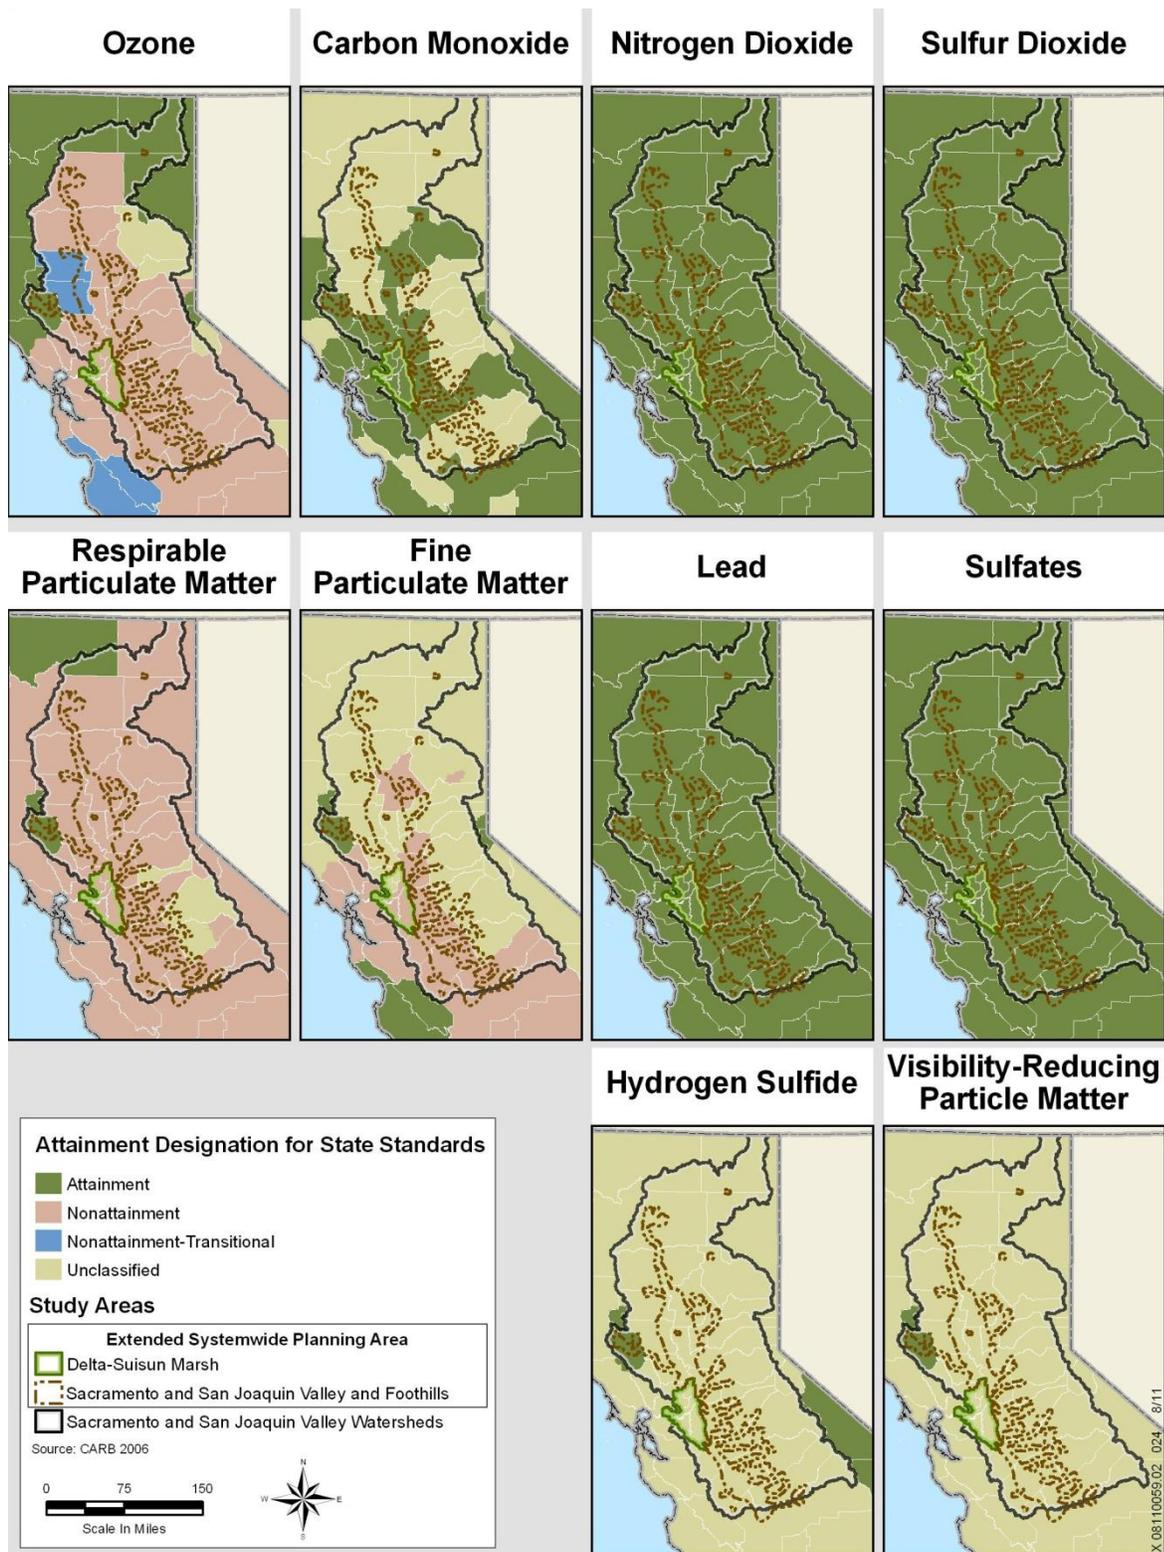 Ozone
Carbon Monoxide
Nitrogen Dioxide
Sulfur Dioxide
Respirable
Particulate Matter
Fine
Particulate Matter
Lead
Sulfates
Hydrogen Sulfide
Visibility-Reducing
Particle Matter
Attainment Designation for State Standards
Attainment
Nonattainment
Nonattainment-Transitional
Unclassified
Study Areas
Extended Systemwide Planning Area
Delta-Suisun Marsh
Sacramento and San Joaquin Valley and Foothills
Sacramento and San Joaquin Valley Watersheds
Source: CARB 2006
0 75 150
Scale In Miles
N
W E
S
X 08110059.02 024 8/11